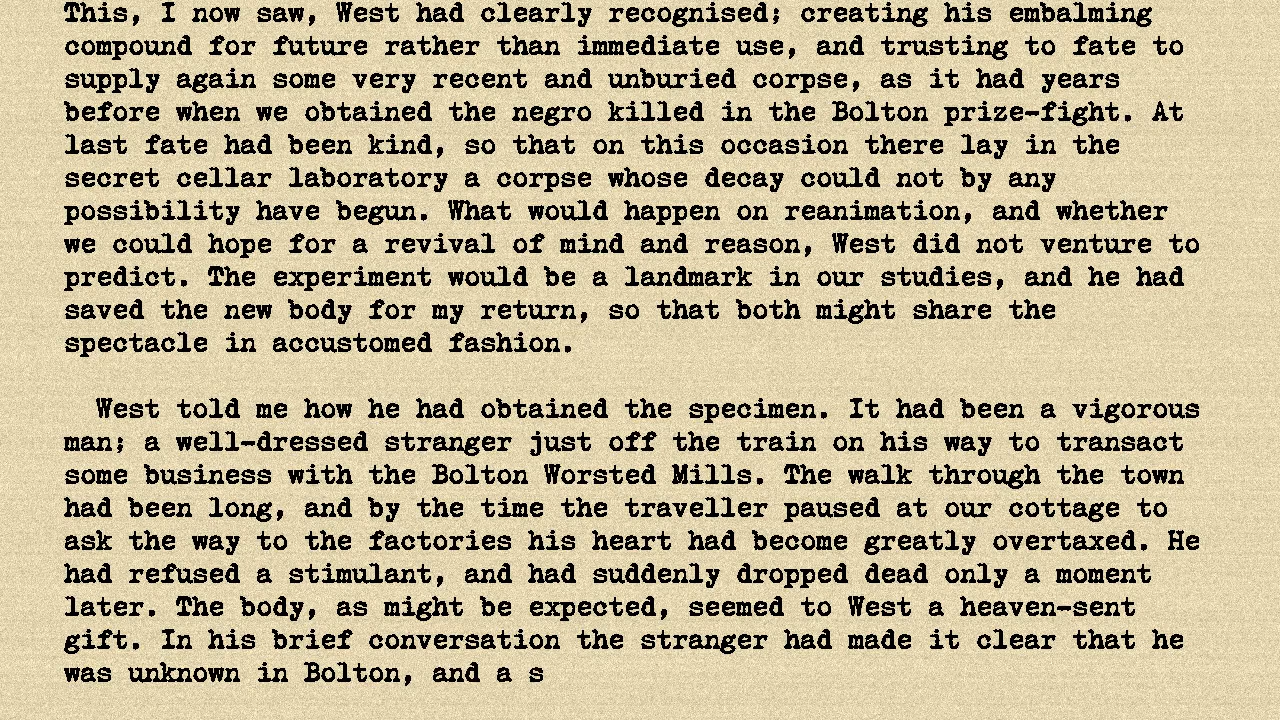 This, I now saw, West had clearly recognised; creating his embalming
compound for future rather than immediate use, and trusting to fate to
supply again some very recent and unburied corpse, as it had years
before when we obtained the negro killed in the Bolton prize-fight. At
last fate had been kind, so that on this occasion there lay in the
secret cellar laboratory a corpse whose decay could not by any
possibility have begun. What would happen on reanimation, and whether
we could hope for a revival of mind and reason, West did not venture to
predict. The experiment would be a landmark in our studies, and he had
saved the new body for my return, so that both might share the
spectacle in accustomed fashion.

West told me how he had obtained the specimen. It had been a vigorous
man; a well-dressed stranger just off the train on his way to transact
some business with the Bolton Worsted Mills. The walk through the town
had been long, and by the time the traveller paused at our cottage to
ask the way to the factories his heart had become greatly overtaxed. He
had refused a stimulant, and had suddenly dropped dead only a moment
later. The body, as might be expected, seemed to West a heaven-sent
gift. In his brief conversation the stranger had made it clear that he
was unknown in Bolton, and a s